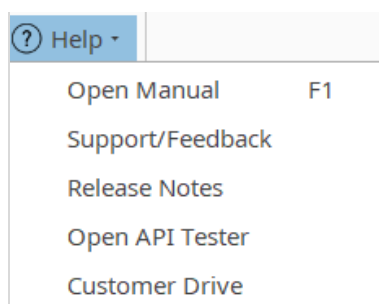 Help
Open Manual F1
Support/Feedback
Release Notes
Open API Tester
Customer Drive